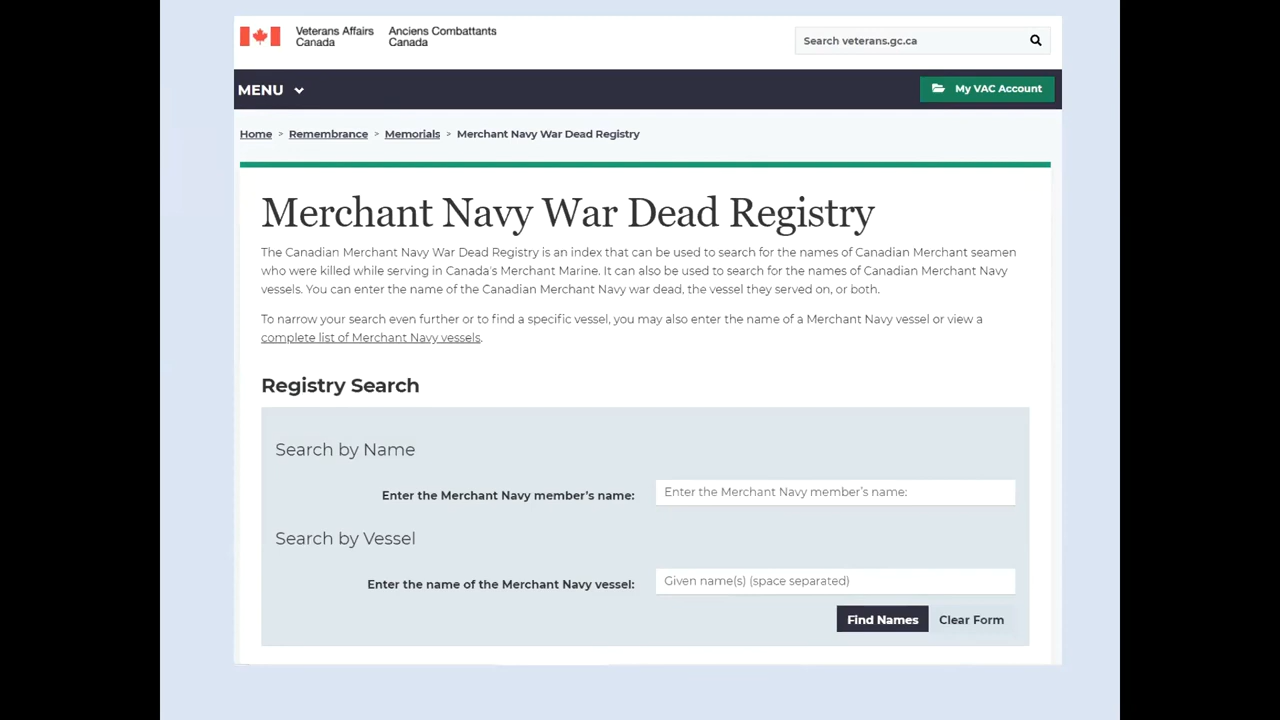 Veterans Affairs Canada
Anciens Combattants Canada
Search veterans.gc.ca
MENU
My VAC Account
Home > Remembrance > Memorials > Merchant Navy War Dead Registry
Merchant Navy War Dead Registry
The Canadian Merchant Navy War Dead Registry is an index that can be used to search for the names of Canadian Merchant seamen
who were killed while serving in Canada's Merchant Marine. It can also be used to search for the names of Canadian Merchant Navy
vessels. You can enter the name of the Canadian Merchant Navy war dead, the vessel they served on, or both.
To narrow your search even further or to find a specific vessel, you may also enter the name of a Merchant Navy vessel or view a
complete list of Merchant Navy vessels.
Registry Search
Search by Name
Enter the Merchant Navy member's name:
Enter the Merchant Navy member's name:
Search by Vessel
Enter the name of the Merchant Navy vessel:
Given name(s) (space separated)
Find Names
Clear Form